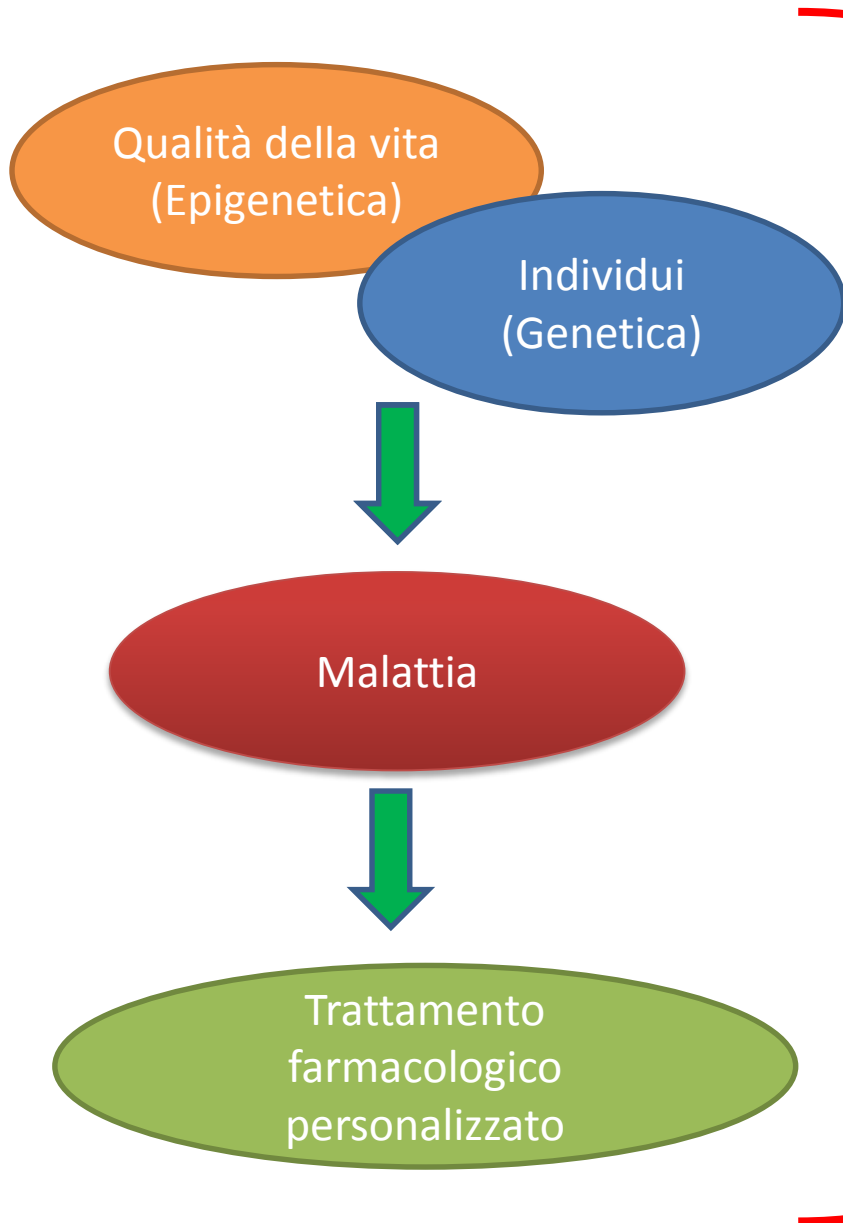 Qualità della vita
(Epigenetica)
Individui
(Genetica)
Malattia
Trattamento
farmacologico
personalizzato